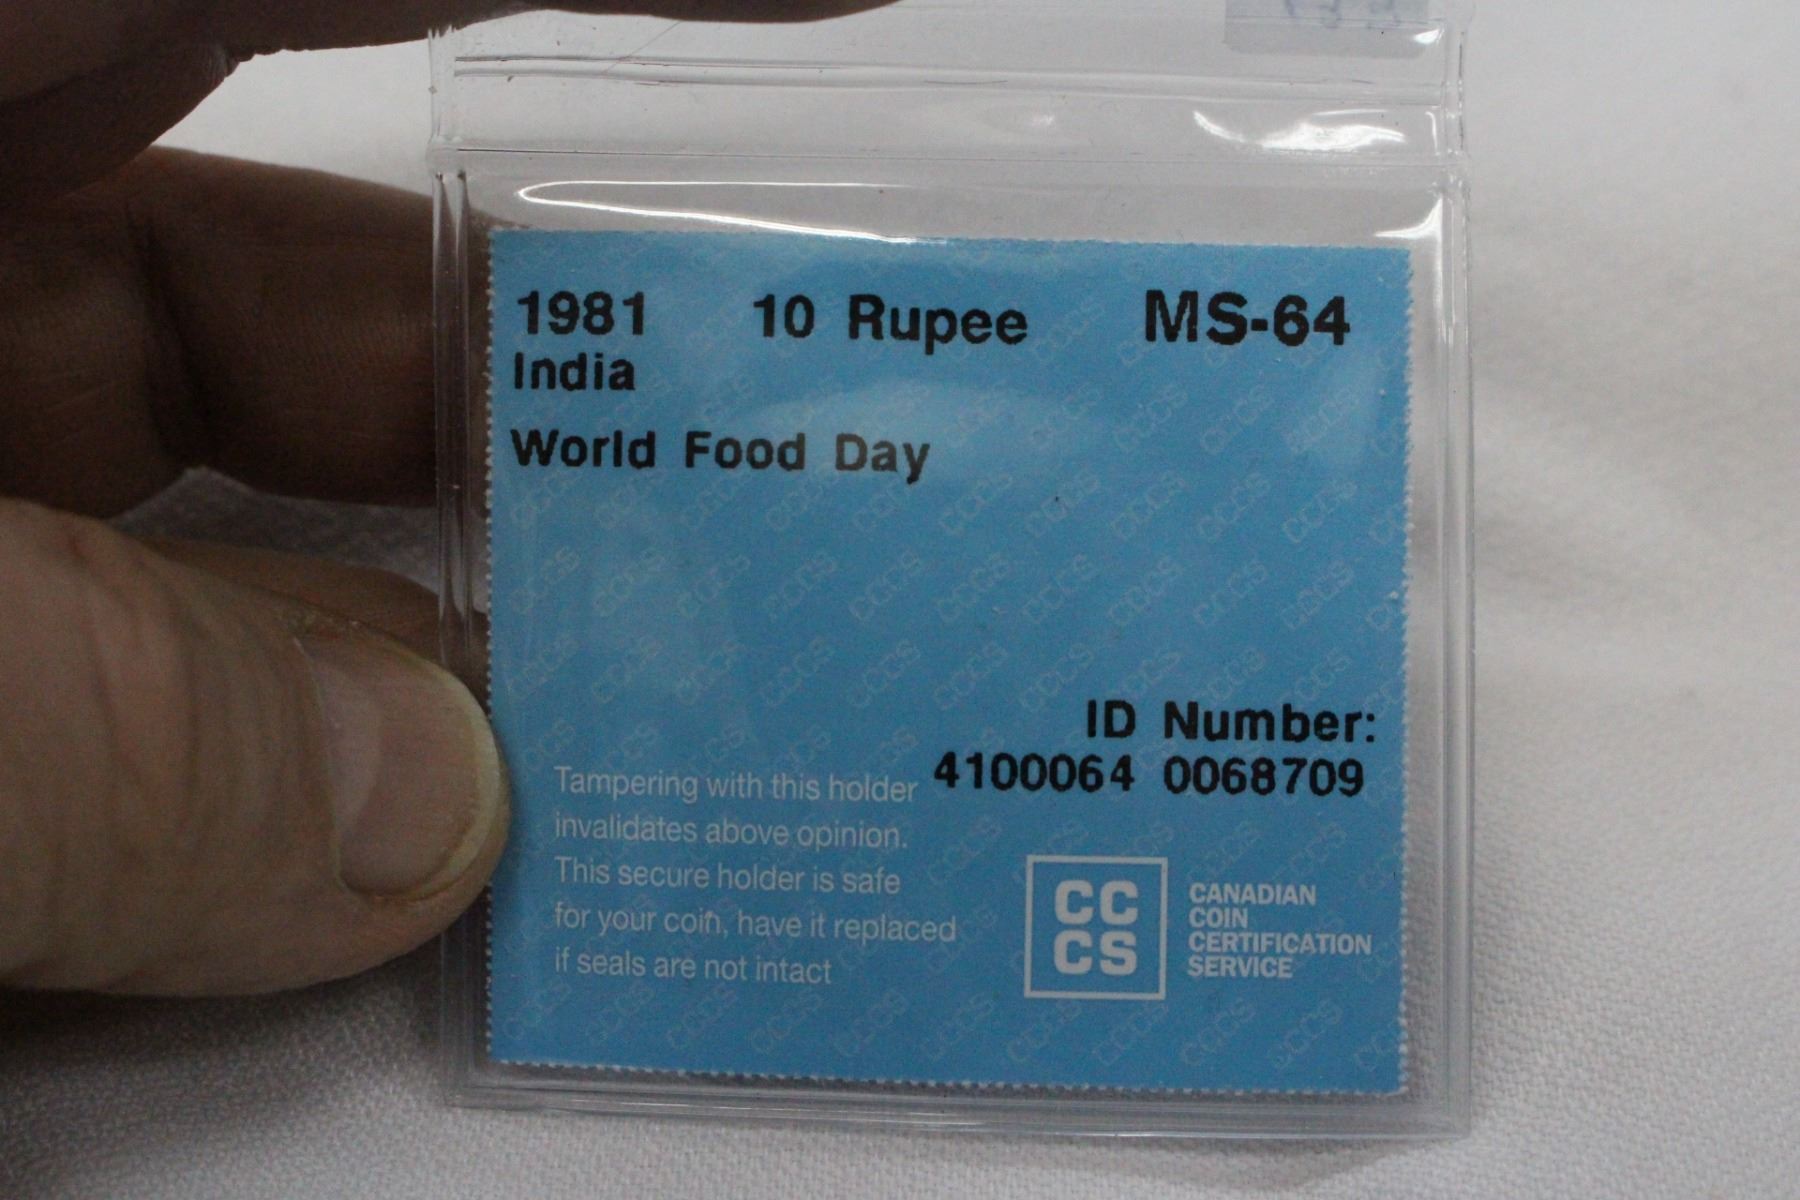 1981 10 Rupee MS-64
India
World Food Day
ID Number:
4100064 0068709
Tampering with this holder
invalidates above opinion.
This secure holder is safe
for your coin, have it replaced
if seals are not intact
CC
CS
CANADIAN
COIN
CERTIFICATION
SERVICE